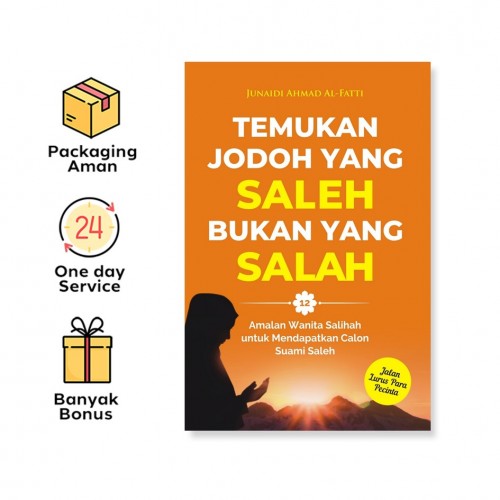 Packaging
Aman
24
One day
Service
Banyak
Bonus
JUNAIDI AHMAD AL-FATTI
TEMUKAN
JODOH YANG
SALEH
BUKAN YANG
SALAH
12
Amalan Wanita Salihah
untuk Mendapatkan Calon
Suami Saleh
Jalan
Lurus Para
Pecinta